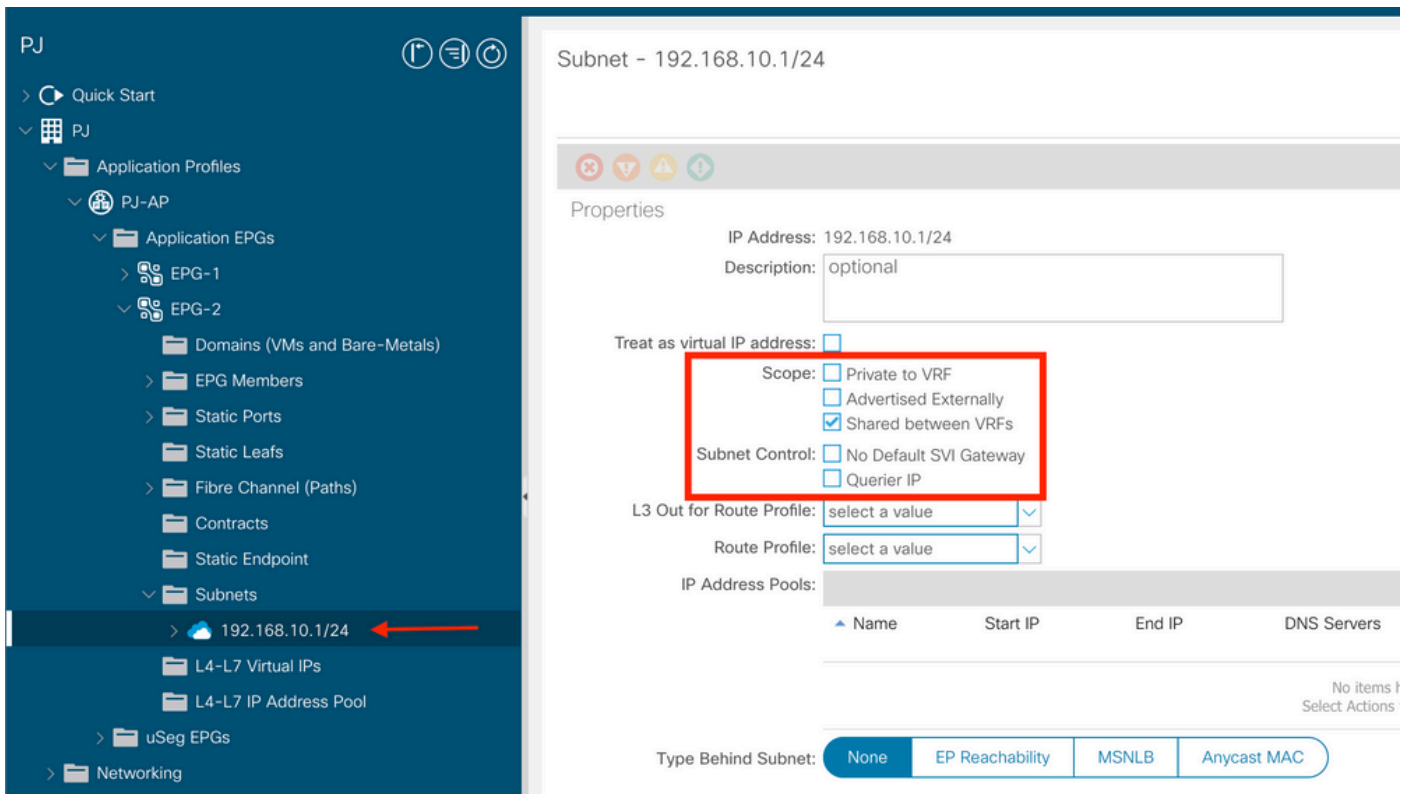 PJ
Quick Start
PJ
Application Profiles
PJ-AP
Application EPGs
EPG-1
EPG-2
Domains (VMs and Bare-Metals)
EPG Members
Static Ports
Static Leafs
Fibre Channel (Paths)
Contracts
Static Endpoint
Subnets
192.168.10.1/24
L4-L7 Virtual IPs
L4-L7 IP Address Pool
uSeg EPGs
Networking
Subnet - 192.168.10.1/24
Properties
IP Address: 192.168.10.1/24
Description: optional
Treat as virtual IP address:
Scope: Private to VRF
Advertised Externally
Shared between VRFs
Subnet Control: No Default SVI Gateway
Querier IP
L3 Out for Route Profile: select a value
Route Profile: select a value
IP Address Pools:
Name Start IP End IP DNS Servers
No items
Select Actions
Type Behind Subnet: None EP Reachability MSNLB Anycast MAC